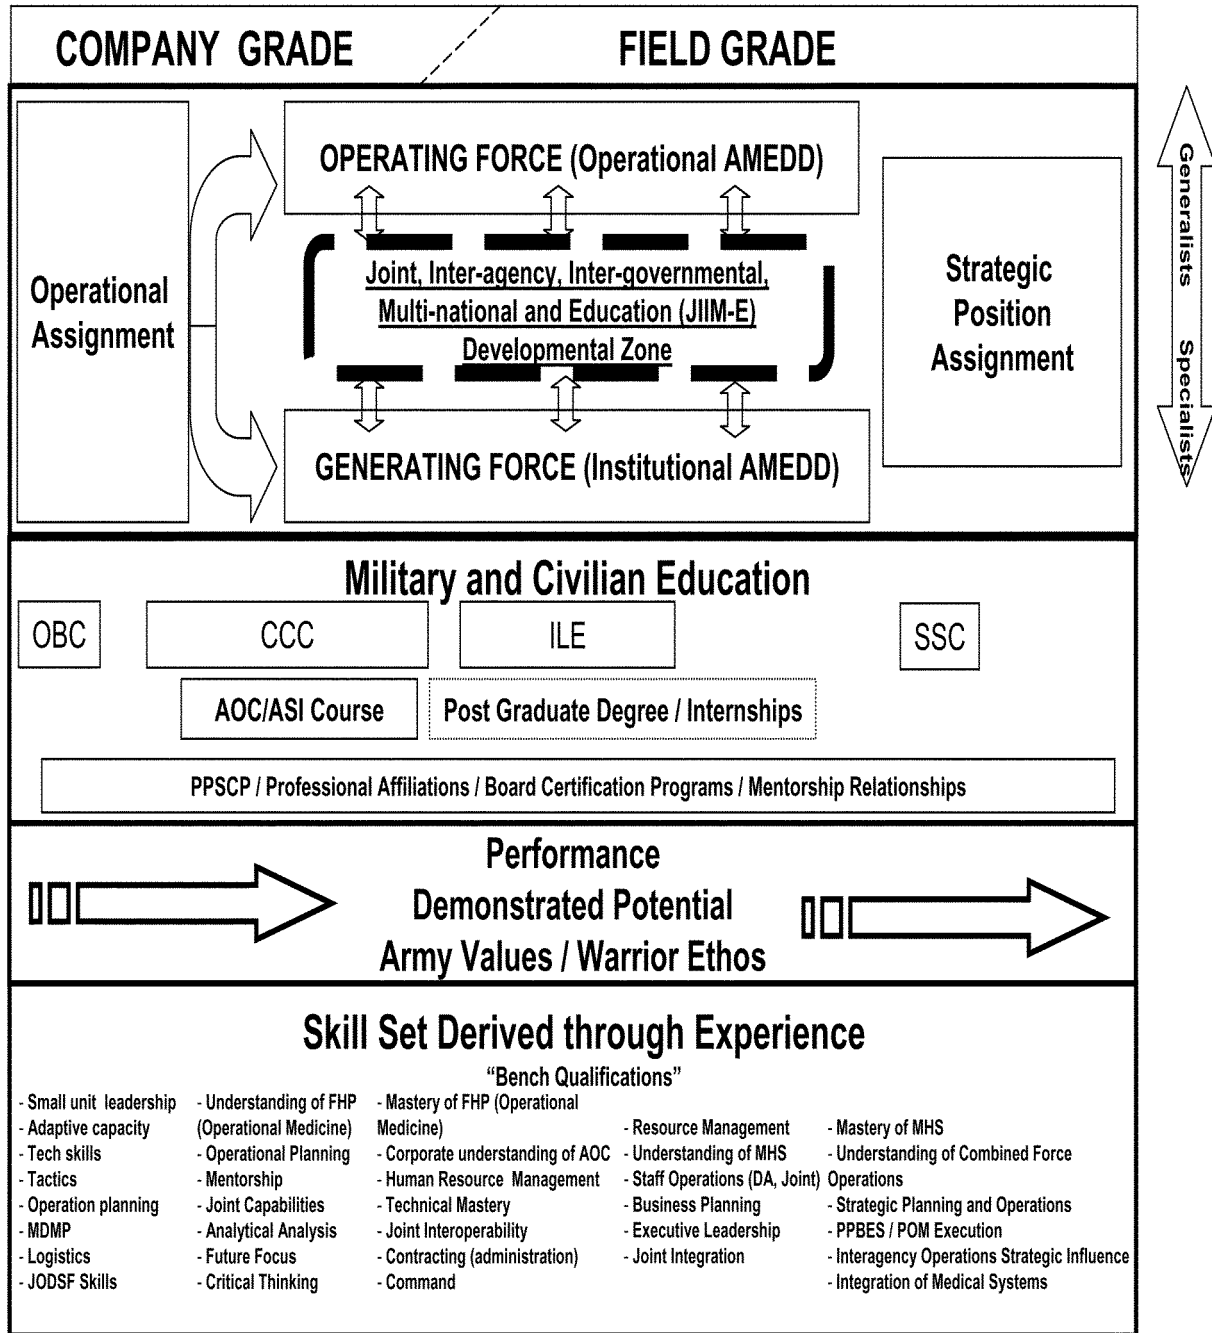 COMPANY GRADE
FIELD GRADE
OPERATING FORCE (Operational AMEDD)
Operational
Assignment
Joint, Inter-agency, Inter-governmental,
Multi-national and Education (JIIM-E)
Developmental Zone
Strategic
Position
Assignment
GENERATING FORCE (Institutional AMEDD)
Generalists
Specialists
Military and Civilian Education
OBC
CCC
ILE
SSC
AOC/ASI Course
Post Graduate Degree / Internships
PPSCP / Professional Affiliations / Board Certification Programs / Mentorship Relationships
Performance
Demonstrated Potential
Army Values / Warrior Ethos
Skill Set Derived through Experience
“Bench Qualifications”
- Small unit leadership
- Adaptive capacity
- Tech skills
- Tactics
- Operation planning
- MDMP
- Logistics
- JODSF Skills
- Understanding of FHP
(Operational Medicine)
- Operational Planning
- Mentorship
- Joint Capabilities
- Analytical Analysis
- Future Focus
- Critical Thinking
- Mastery of FHP (Operational
Medicine)
- Corporate understanding of AOC
- Human Resource Management
- Technical Mastery
- Joint Interoperability
- Contracting (administration)
- Command
- Resource Management
- Understanding of MHS
- Staff Operations (DA, Joint)
- Business Planning
- Executive Leadership
- Joint Integration
- Mastery of MHS
- Understanding of Combined Force
Operations
- Strategic Planning and Operations
- PPBES / POM Execution
- Interagency Operations Strategic Influence
- Integration of Medical Systems